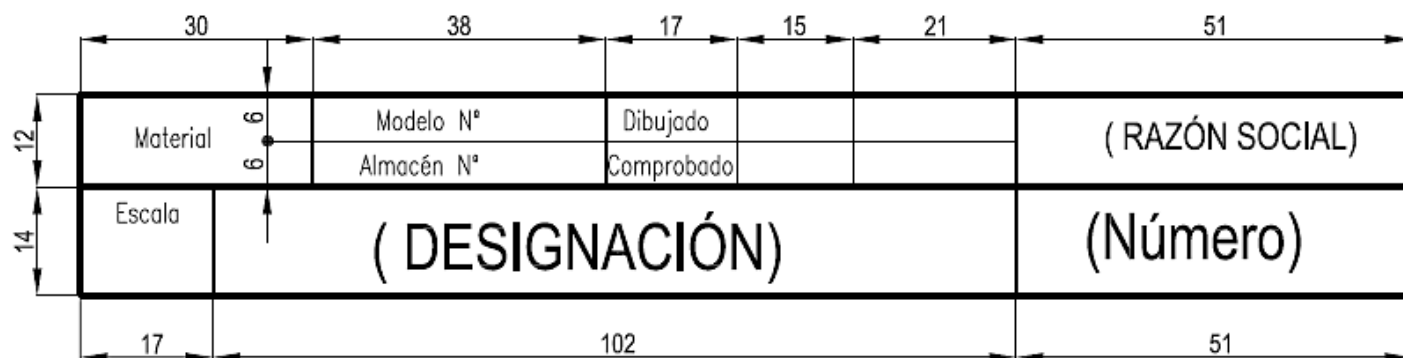 30 38 17 15 21 51
12 Material 6 Modelo Nº Dibujado ( RAZÓN SOCIAL)
6 Almacén Nº Comprobado
14 Escala ( DESIGNACIÓN) (Número)
17 102 51